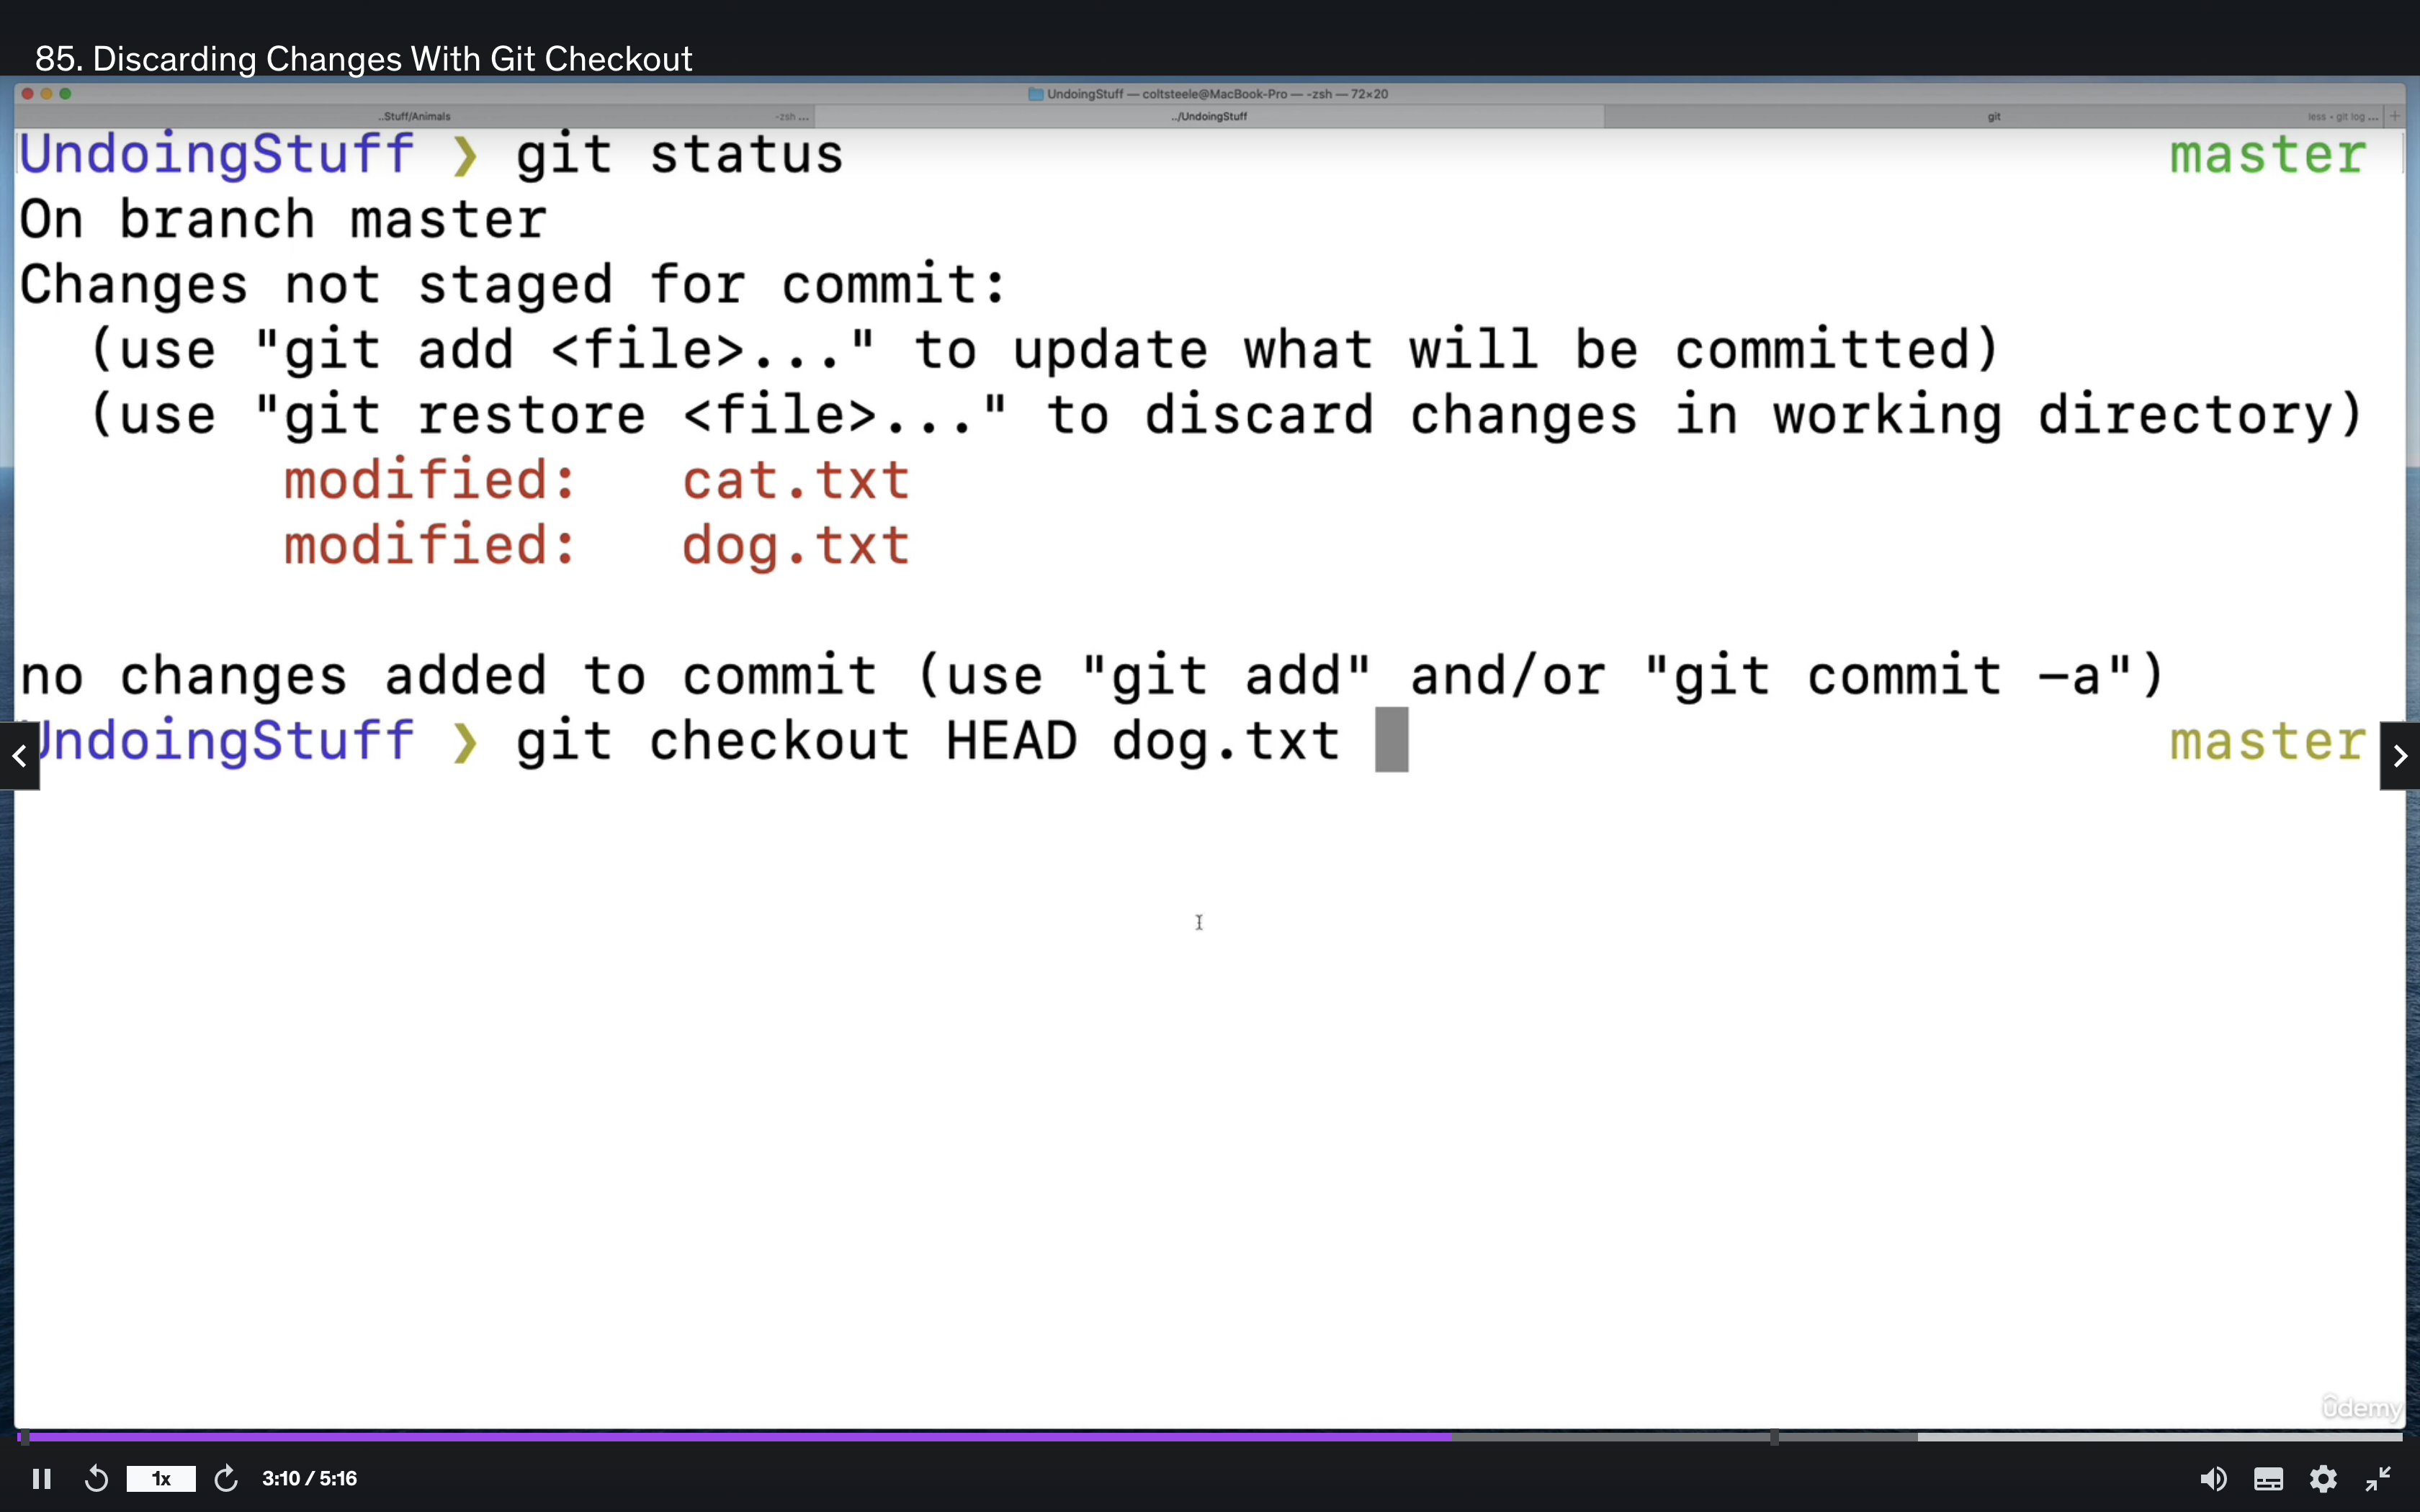 85. Discarding Changes With Git Checkout
UndoingStuff — coltsteele@MacBook-Pro — -zsh — 72×20
../Stuff/Animals -zsh ... ../UndoingStuff git less • git log ... +
UndoingStuff ❯ git status master
On branch master
Changes not staged for commit:
  (use "git add <file>..." to update what will be committed)
  (use "git restore <file>..." to discard changes in working directory)
        modified:   cat.txt
        modified:   dog.txt
no changes added to commit (use "git add" and/or "git commit -a")
UndoingStuff ❯ git checkout HEAD dog.txt master
ûdemy
1x 3:10 / 5:16